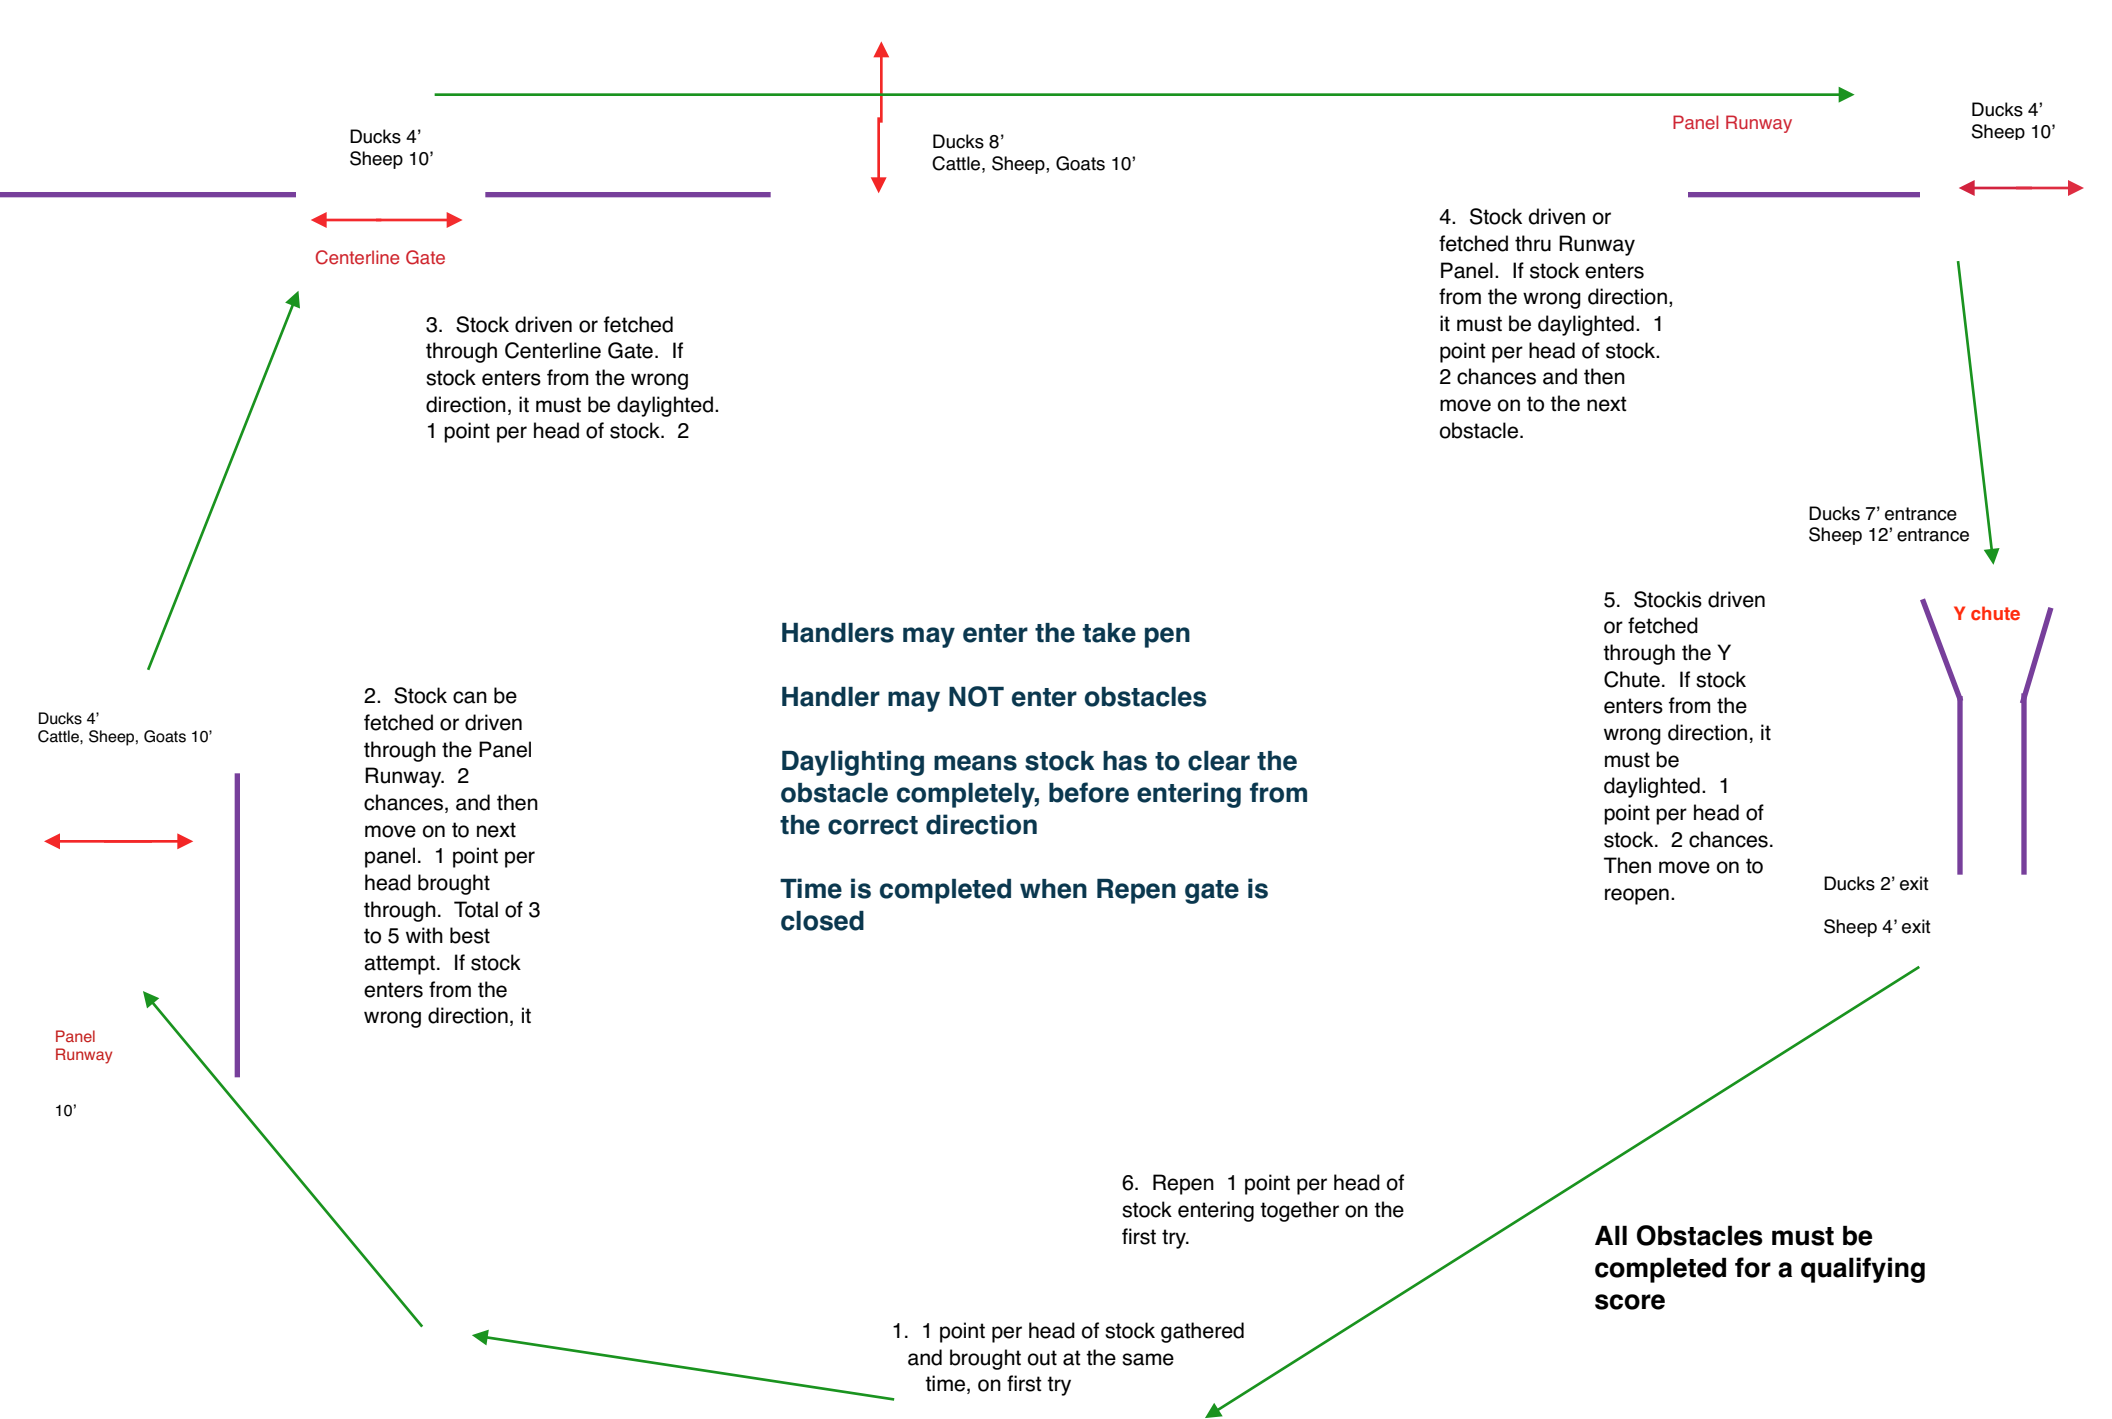 Ducks 4’
Sheep 10’
Centerline Gate
Ducks 8’
Cattle, Sheep, Goats 10’
Panel Runway
Ducks 4’
Sheep 10’
3.  Stock driven or fetched
through Centerline Gate.  If
stock enters from the wrong
direction, it must be daylighted.
1 point per head of stock.  2
4.  Stock driven or
fetched thru Runway
Panel.  If stock enters
from the wrong direction,
it must be daylighted.  1
point per head of stock.
2 chances and then
move on to the next
obstacle.
Ducks 7’ entrance
Sheep 12’ entrance
Y chute
5.  Stockis driven
or fetched
through the Y
Chute.  If stock
enters from the
wrong direction, it
must be
daylighted.  1
point per head of
stock.  2 chances.
Then move on to
reopen.
Ducks 2’ exit
Sheep 4’ exit
Handlers may enter the take pen
Handler may NOT enter obstacles
Daylighting means stock has to clear the
obstacle completely, before entering from
the correct direction
Time is completed when Repen gate is
closed
Ducks 4’
Cattle, Sheep, Goats 10’
2.  Stock can be
fetched or driven
through the Panel
Runway.  2
chances, and then
move on to next
panel.  1 point per
head brought
through.  Total of 3
to 5 with best
attempt.  If stock
enters from the
wrong direction, it
Panel
Runway
10’
6.  Repen  1 point per head of
stock entering together on the
first try.
All Obstacles must be
completed for a qualifying
score
1.  1 point per head of stock gathered
and brought out at the same
time, on first try